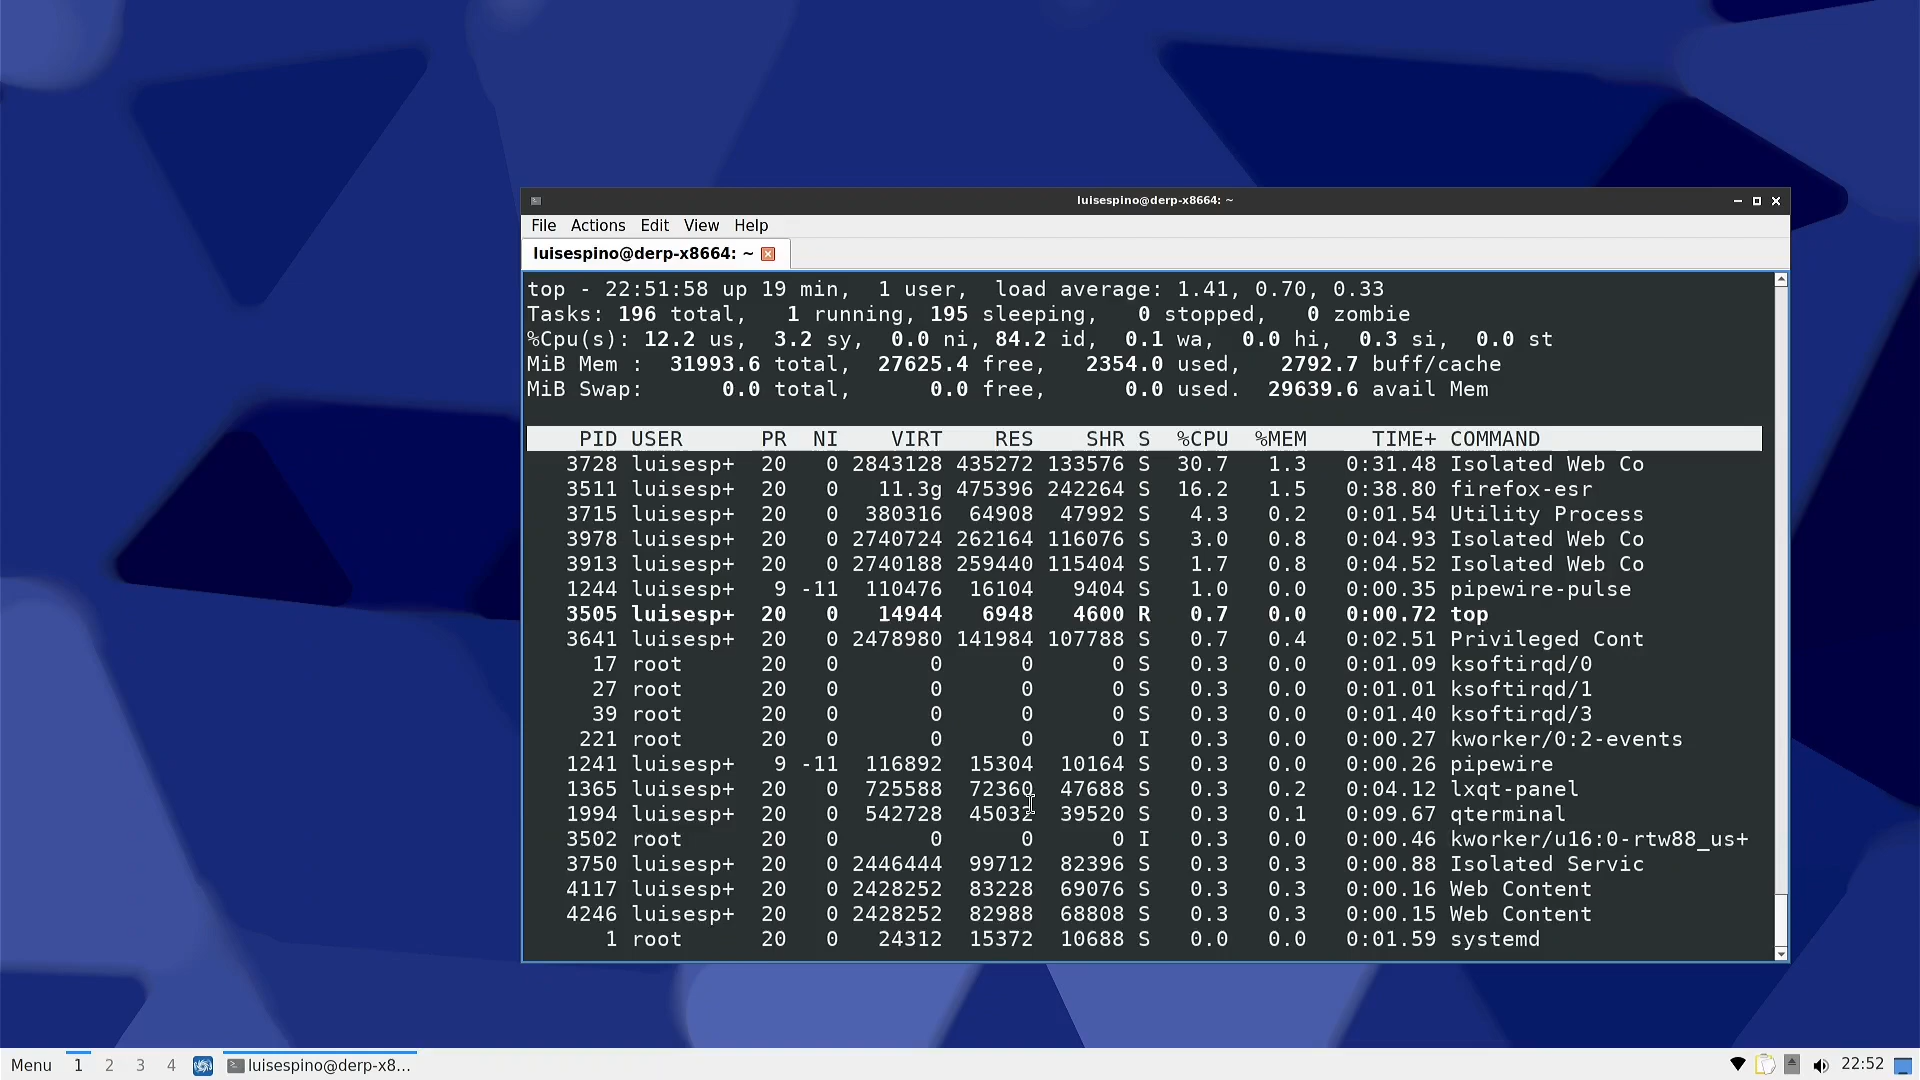 luisespino@derp-x8664: ~
File Actions Edit View Help
luisespino@derp-x8664: ~
top - 22:51:58 up 19 min,  1 user,  load average: 1.41, 0.70, 0.33
Tasks: 196 total,   1 running, 195 sleeping,   0 stopped,   0 zombie
%Cpu(s): 12.2 us,  3.2 sy,  0.0 ni, 84.2 id,  0.1 wa,  0.0 hi,  0.3 si,  0.0 st
MiB Mem :  31993.6 total,  27625.4 free,   2354.0 used,   2792.7 buff/cache
MiB Swap:      0.0 total,      0.0 free,      0.0 used.  29639.6 avail Mem
PID USER PR NI VIRT RES SHR S %CPU %MEM TIME+ COMMAND
3728 luisesp+ 20 0 2843128 435272 133576 S 30.7 1.3 0:31.48 Isolated Web Co
3511 luisesp+ 20 0 11.3g 475396 242264 S 16.2 1.5 0:38.80 firefox-esr
3715 luisesp+ 20 0 380316 64908 47992 S 4.3 0.2 0:01.54 Utility Process
3978 luisesp+ 20 0 2740724 262164 116076 S 3.0 0.8 0:04.93 Isolated Web Co
3913 luisesp+ 20 0 2740188 259440 115404 S 1.7 0.8 0:04.52 Isolated Web Co
1244 luisesp+ 9 -11 110476 16104 9404 S 1.0 0.0 0:00.35 pipewire-pulse
3505 luisesp+ 20 0 14944 6948 4600 R 0.7 0.0 0:00.72 top
3641 luisesp+ 20 0 2478980 141984 107788 S 0.7 0.4 0:02.51 Privileged Cont
17 root 20 0 0 0 0 S 0.3 0.0 0:01.09 ksoftirqd/0
27 root 20 0 0 0 0 S 0.3 0.0 0:01.01 ksoftirqd/1
39 root 20 0 0 0 0 S 0.3 0.0 0:01.40 ksoftirqd/3
221 root 20 0 0 0 0 I 0.3 0.0 0:00.27 kworker/0:2-events
1241 luisesp+ 9 -11 116892 15304 10164 S 0.3 0.0 0:00.26 pipewire
1365 luisesp+ 20 0 725588 72360 47688 S 0.3 0.2 0:04.12 lxqt-panel
1994 luisesp+ 20 0 542728 45032 39520 S 0.3 0.1 0:09.67 qterminal
3502 root 20 0 0 0 0 I 0.3 0.0 0:00.46 kworker/u16:0-rtw88_us+
3750 luisesp+ 20 0 2446444 99712 82396 S 0.3 0.3 0:00.88 Isolated Servic
4117 luisesp+ 20 0 2428252 83228 69076 S 0.3 0.3 0:00.16 Web Content
4246 luisesp+ 20 0 2428252 82988 68808 S 0.3 0.3 0:00.15 Web Content
1 root 20 0 24312 15372 10688 S 0.0 0.0 0:01.59 systemd
Menu 1 2 3 4 luisespino@derp-x8... 22:52